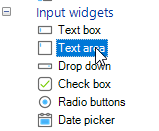 Input widgets
Text box
Text area
Drop down
Check box
Radio buttons
Date picker